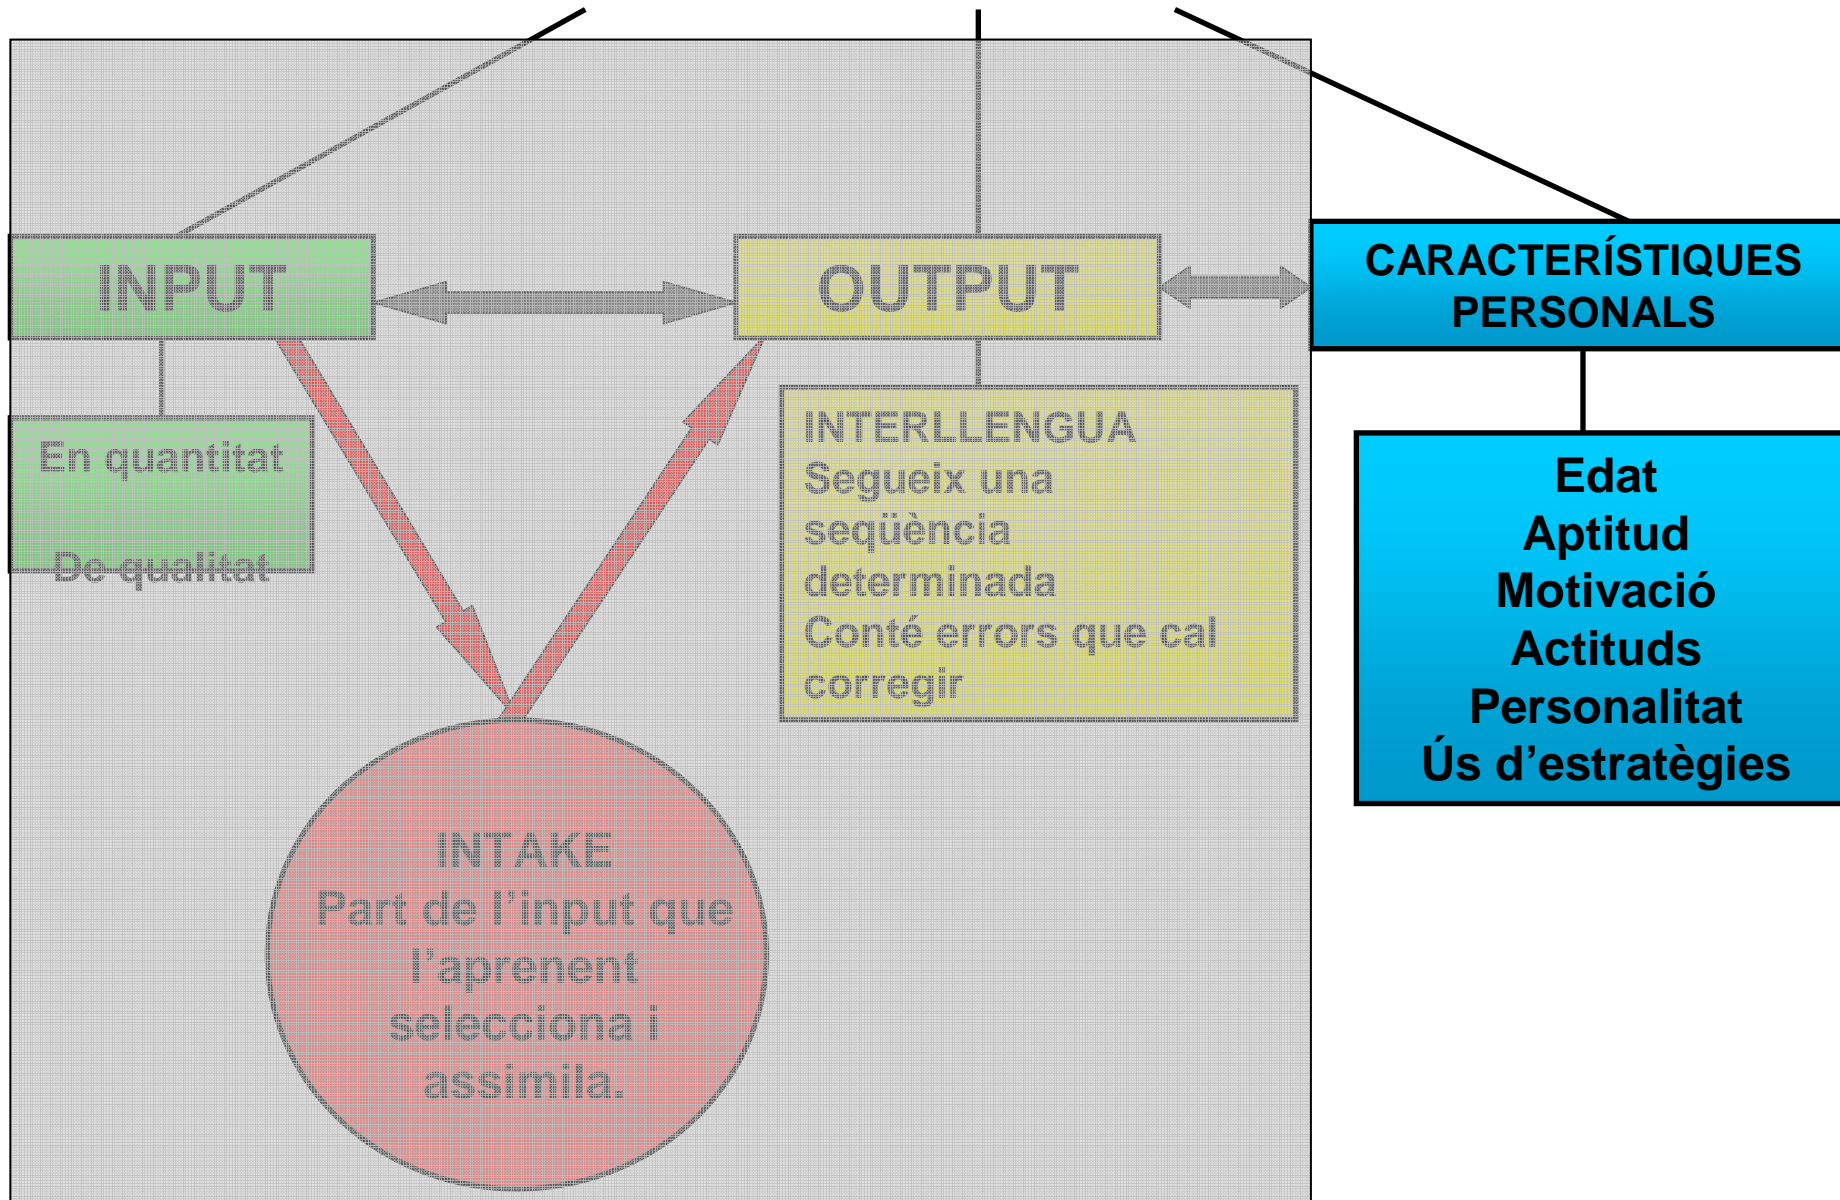 INPUT
OUTPUT
CARACTERÍSTIQUES
PERSONALS
En quantitat
De qualitat
INTERLLENGUA
Segueix una
seqüència
determinada
Conté errors que cal
corregir
Edat
Aptitud
Motivació
Actituds
Personalitat
Ús d’estratègies
INTAKE
Part de l’input que
l’aprenent
selecciona i
assimila.